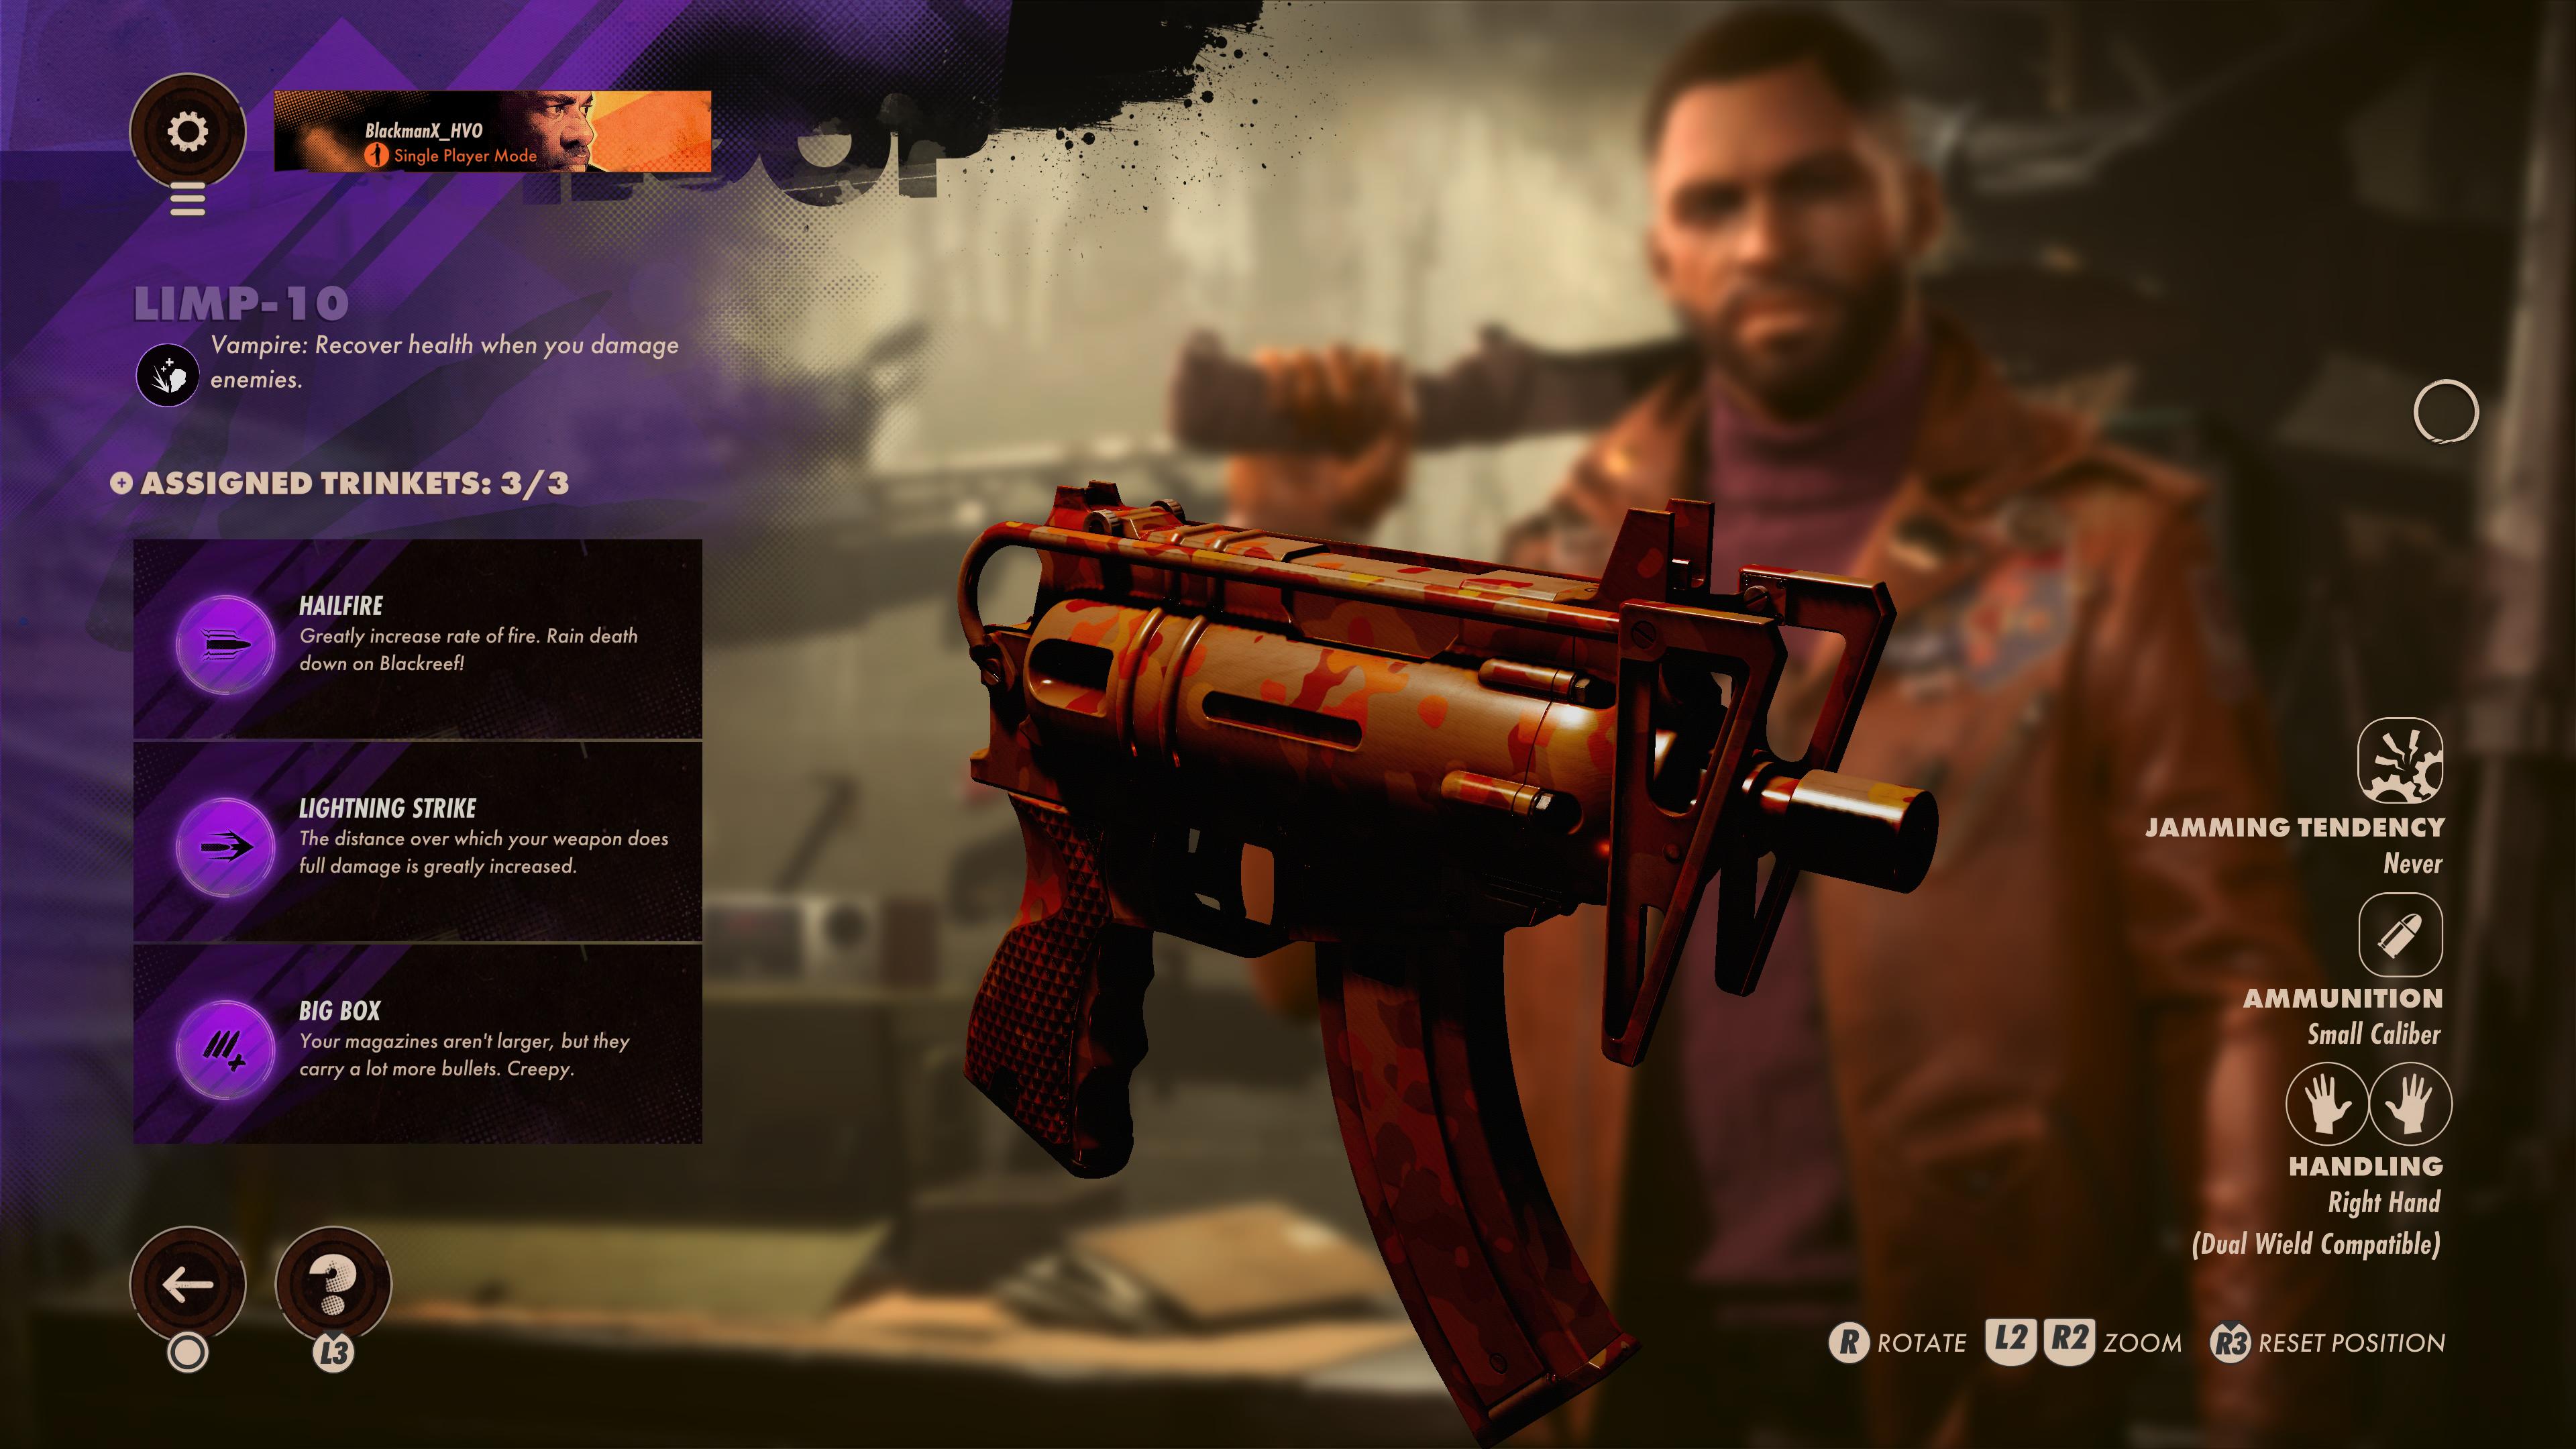 BlackmanX_HVO
Single Player Mode
LIMP-10
Vampire: Recover health when you damage
enemies.
ASSIGNED TRINKETS: 3/3
HAILFIRE
Greatly increase rate of fire. Rain death
down on Blackreef!
LIGHTNING STRIKE
The distance over which your weapon does
full damage is greatly increased.
BIG BOX
Your magazines aren't larger, but they
carry a lot more bullets. Creepy.
JAMMING TENDENCY
Never
AMMUNITION
Small Caliber
HANDLING
Right Hand
(Dual Wield Compatible)
?
L3
R ROTATE L2 R2 ZOOM R3 RESET POSITION